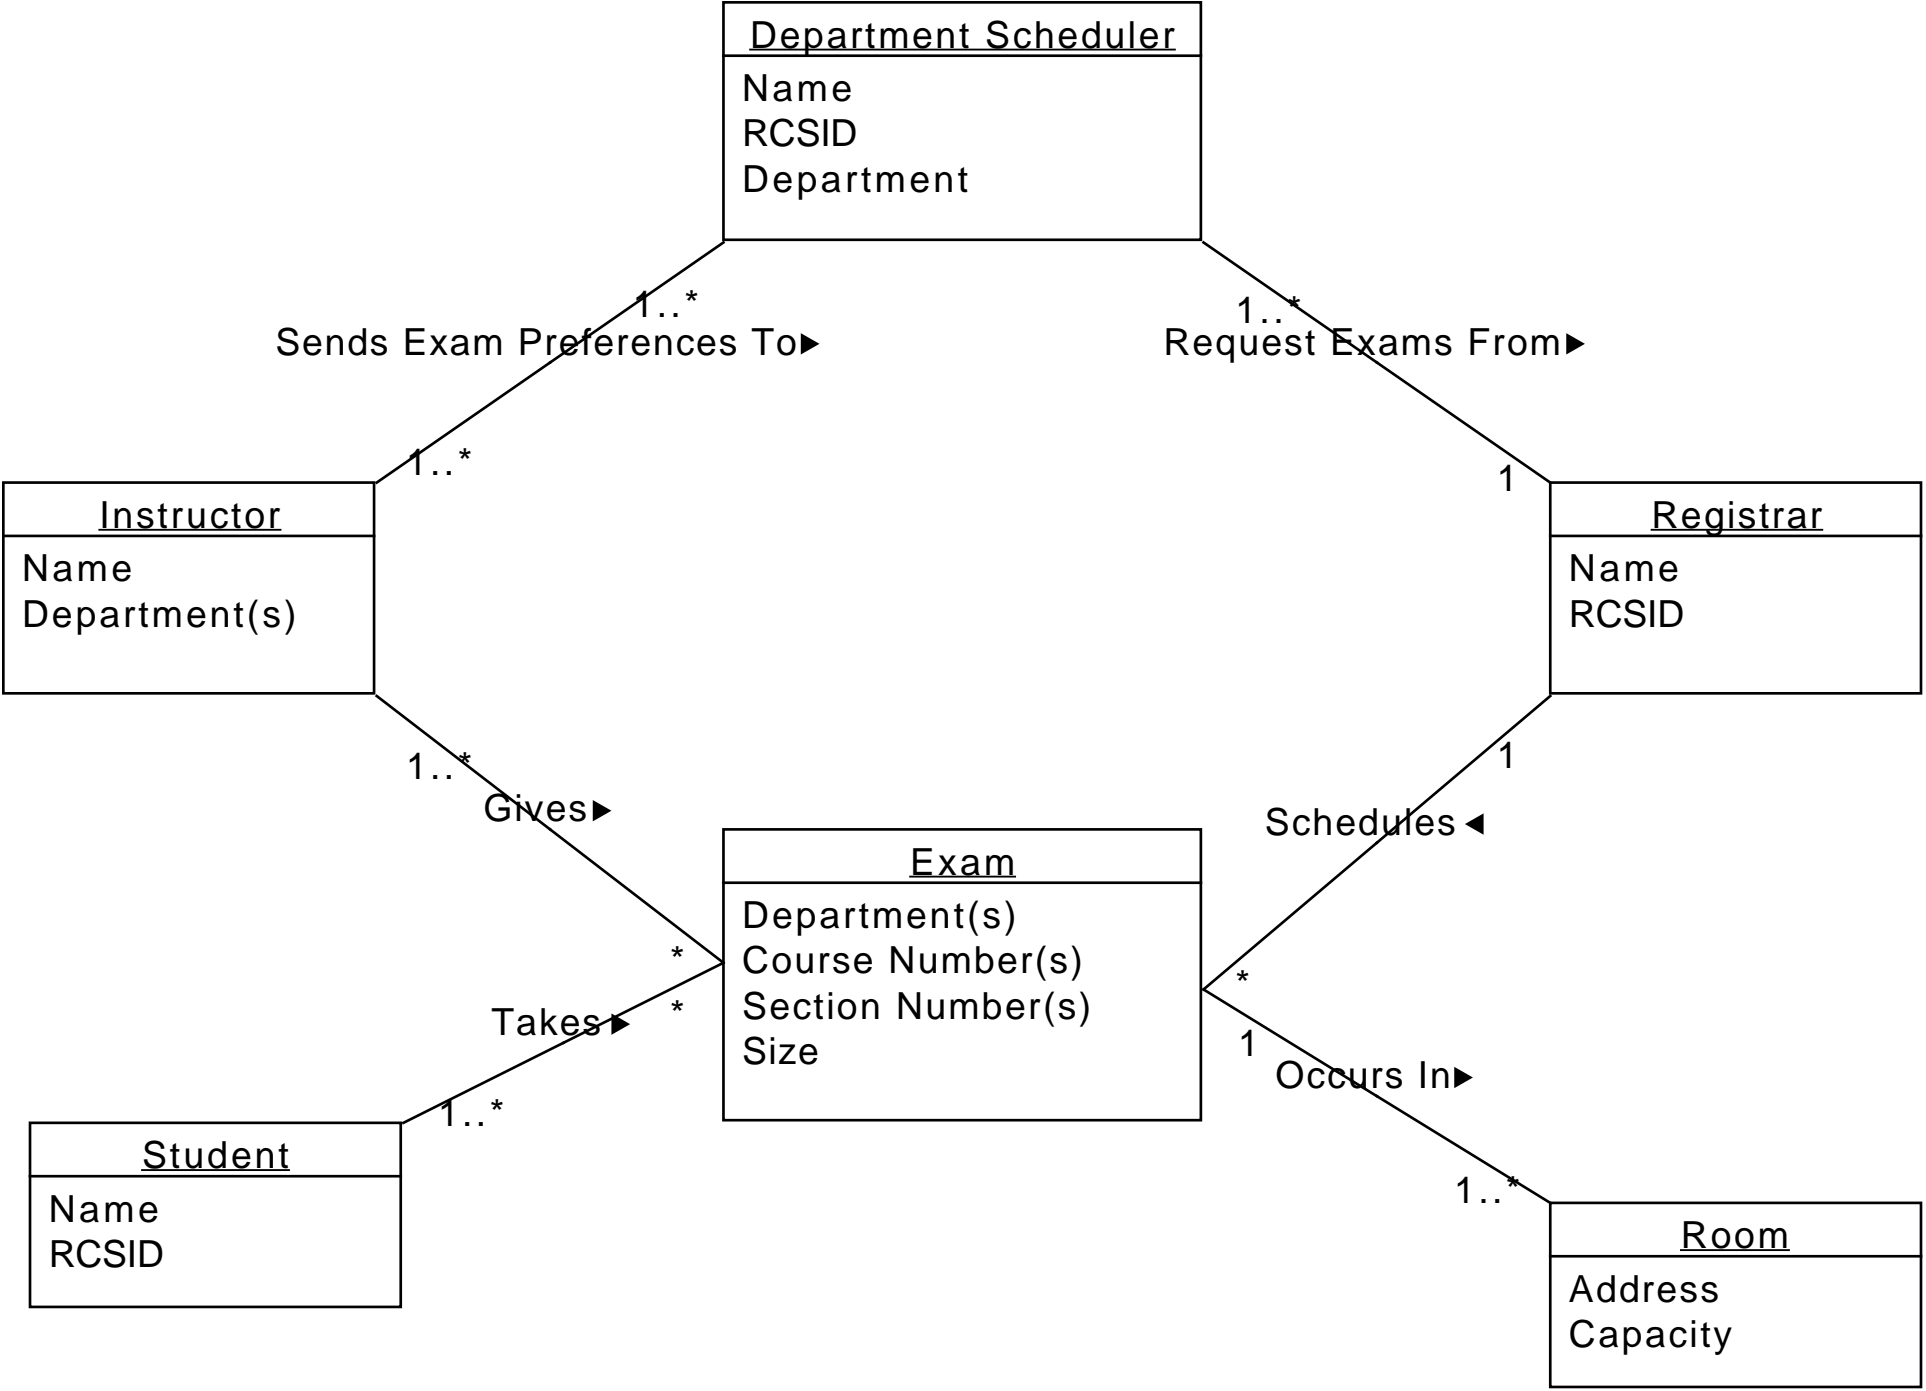 Department Scheduler
Name
RCSID
Department
1..*
Sends Exam Preferences To▶
1..*
1..*
Request Exams From▶
1
Instructor
Name
Department(s)
Registrar
Name
RCSID
1..*
Gives▶
*
1
Schedules◀
*
Exam
Department(s)
Course Number(s)
Section Number(s)
Size
*
Takes▶
1..*
1
Occurs In▶
1..*
Student
Name
RCSID
Room
Address
Capacity